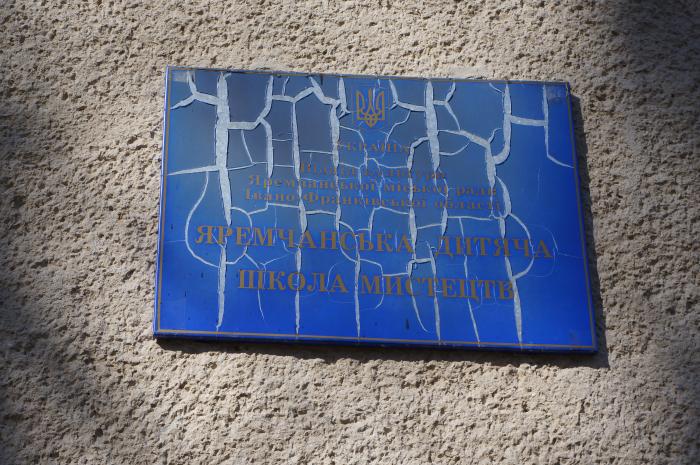 УКРАЇНА
Відділ культури
Яремчанської міської ради
Івано-Франківської області
ЯРЕМЧАНСЬКА ДИТЯЧА
ШКОЛА МИСТЕЦТВ